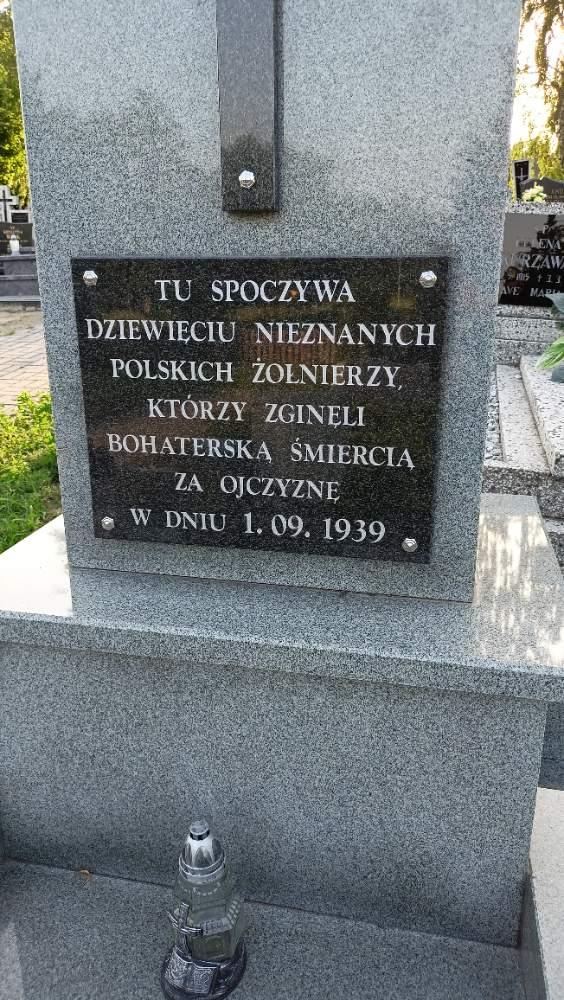 TU SPOCZYWA
DZIEWIĘCIU NIEZNANYCH
POLSKICH ŻOŁNIERZY,
KTÓRZY ZGINĘLI
BOHATERSKĄ ŚMIERCIĄ
ZA OJCZYZNĘ
W DNIU 1. 09. 1939